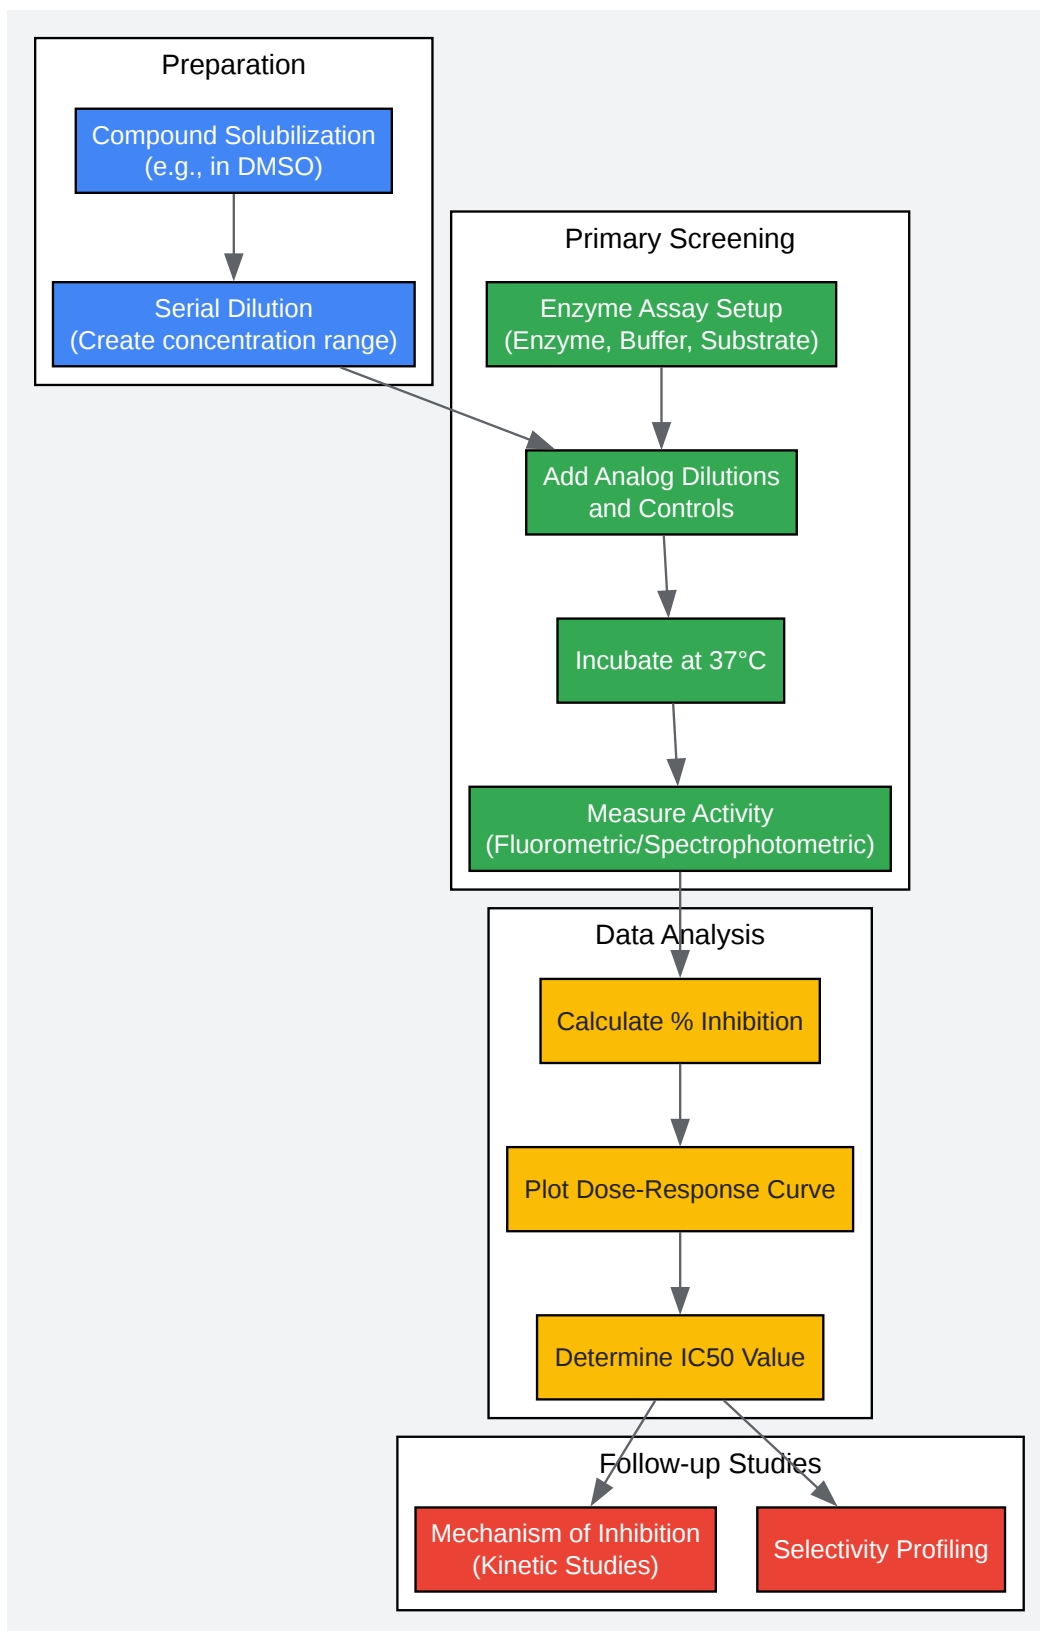 Preparation
Compound Solubilization
(e.g., in DMSO)
Serial Dilution
(Create concentration range)
Primary Screening
Enzyme Assay Setup
(Enzyme, Buffer, Substrate)
Add Analog Dilutions
and Controls
Incubate at 37°C
Measure Activity
(Fluorometric/Spectrophotometric)
Data Analysis
Calculate % Inhibition
Plot Dose-Response Curve
Determine IC50 Value
Follow-up Studies
Mechanism of Inhibition
(Kinetic Studies)
Selectivity Profiling